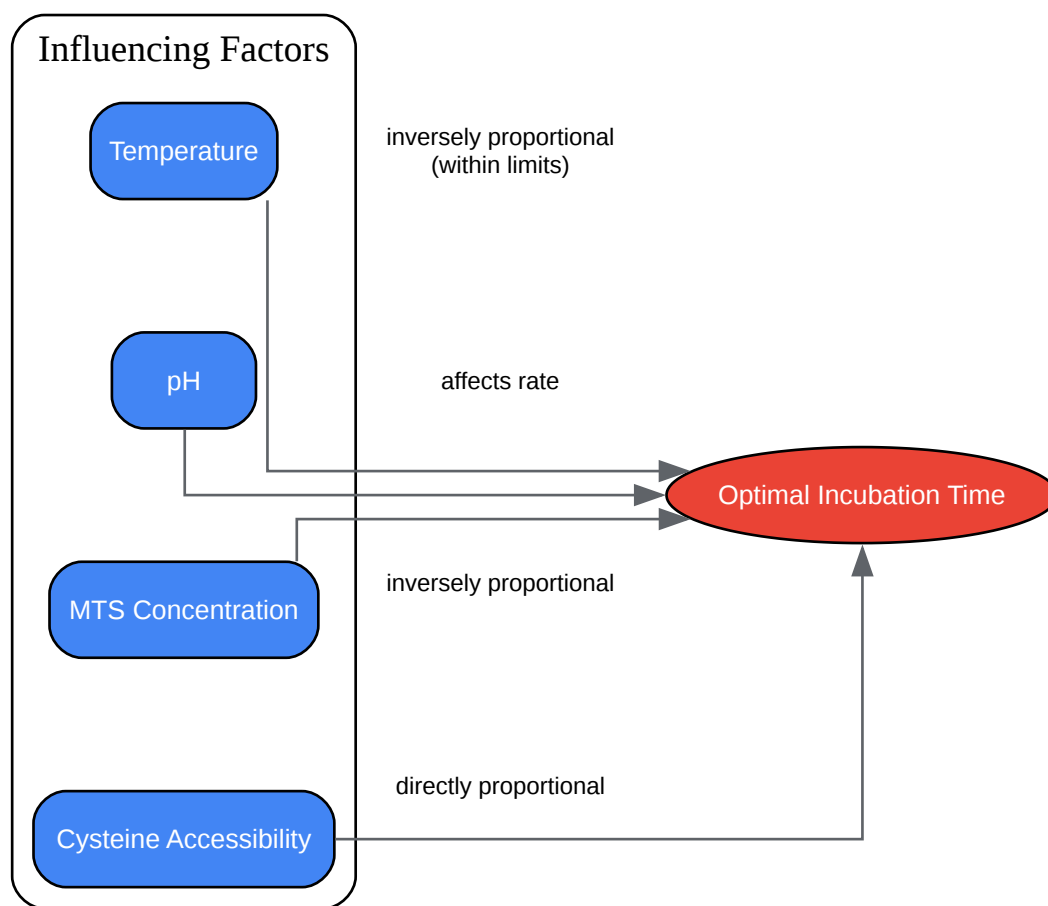 Influencing Factors
Temperature
inversely proportional
(within limits)
pH
affects rate
Optimal Incubation Time
MTS Concentration
inversely proportional
Cysteine Accessibility
directly proportional